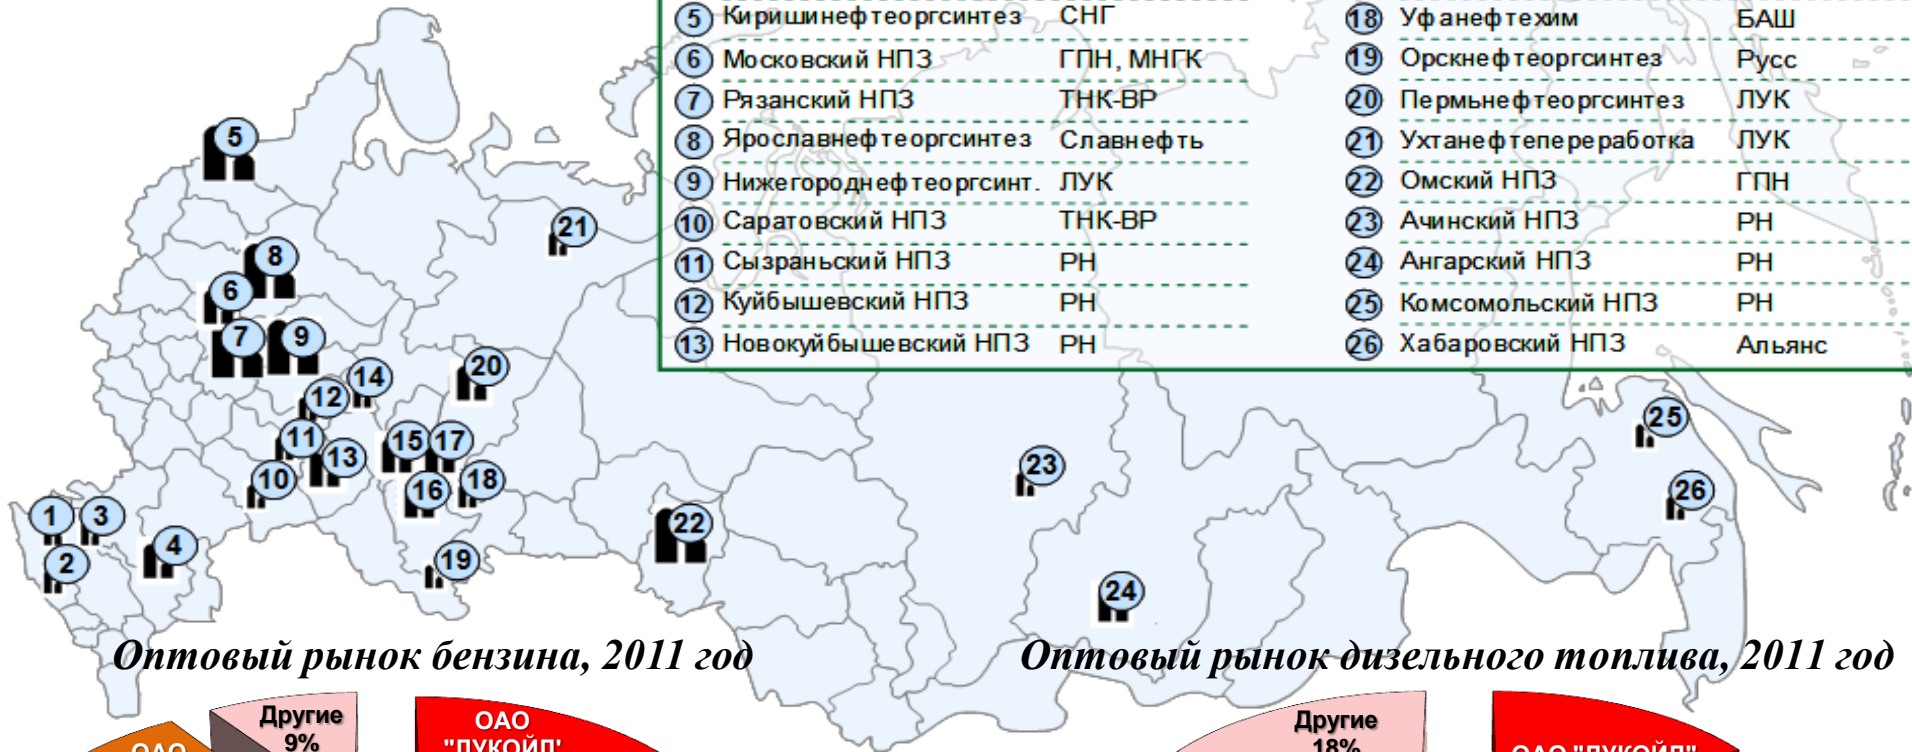 5 Киришинефтеоргсинтез СНГ
6 Московский НПЗ ГПН, МНГК
7 Рязанский НПЗ ТНК-ВР
8 Ярославнефтеоргсинтез Славнефть
9 Нижегороднефтеоргсинт. ЛУК
10 Саратовский НПЗ ТНК-ВР
11 Сызраньский НПЗ РН
12 Куйбышевский НПЗ РН
13 Новокуйбышевский НПЗ РН
18 Уфанефтехим БАШ
19 Орскнефтеоргсинтез Русс
20 Пермьнефтеоргсинтез ЛУК
21 Ухтанефтепереработка ЛУК
22 Омский НПЗ ГПН
23 Ачинский НПЗ РН
24 Ангарский НПЗ РН
25 Комсомольский НПЗ РН
26 Хабаровский НПЗ Альянс
5
21
8
6
7 9
20
14
12
11
15 17
13
10
16 18
1 3
4
2
19
22
23
24
25
26
Оптовый рынок бензина, 2011 год
Другие
9%
ОАО
ОАО
"ЛУКОЙЛ"
Оптовый рынок дизельного топлива, 2011 год
Другие
18%
ОАО "ЛУКОЙЛ"